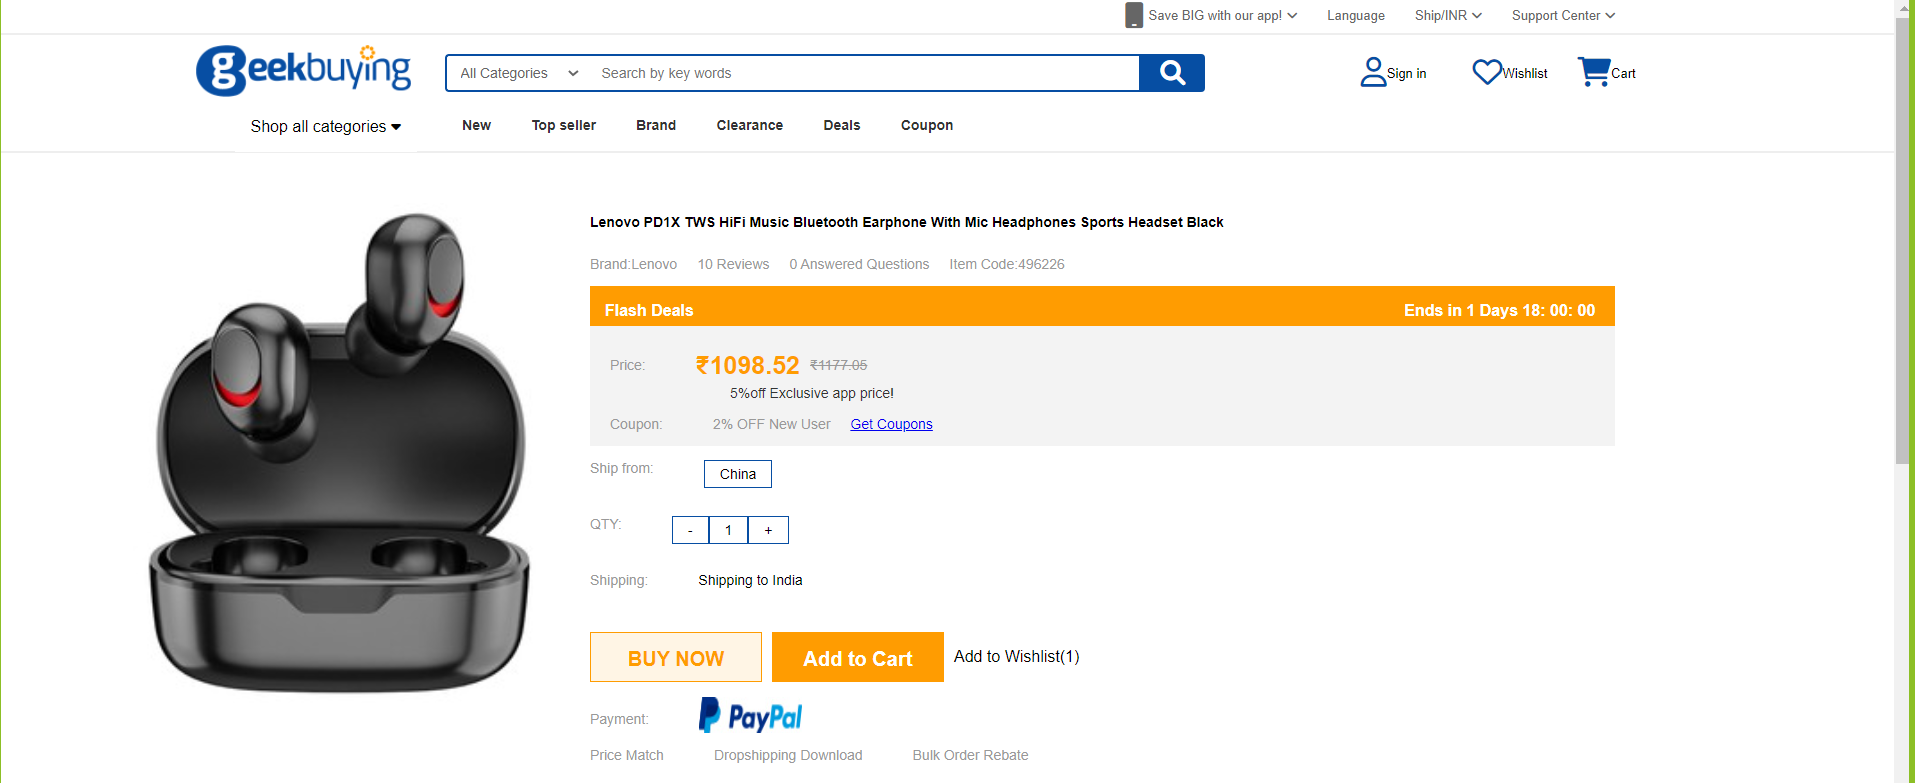 Save BIG with our app! Language Ship/INR Support Center
geekbuying All Categories Search by key words Sign in Wishlist Cart
Shop all categories New Top seller Brand Clearance Deals Coupon
Lenovo PD1X TWS HiFi Music Bluetooth Earphone With Mic Headphones Sports Headset Black
Brand:Lenovo 10 Reviews 0 Answered Questions Item Code:496226
Flash Deals Ends in 1 Days 18: 00: 00
Price: ₹1098.52 ₹1177.05
5%off Exclusive app price!
Coupon: 2% OFF New User Get Coupons
Ship from: China
QTY: - 1 +
Shipping: Shipping to India
BUY NOW Add to Cart Add to Wishlist(1)
Payment: PayPal
Price Match Dropshipping Download Bulk Order Rebate